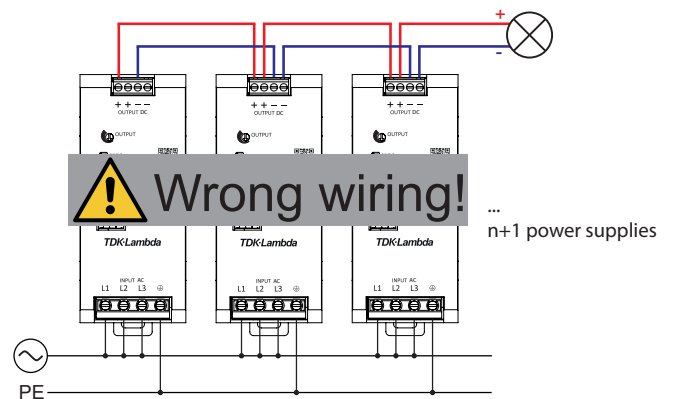 +
-
+ + - -
OUTPUT DC
OUTPUT
+ + - -
OUTPUT DC
OUTPUT
+ + - -
OUTPUT DC
OUTPUT
! Wrong wiring!
...
n+1 power supplies
TDK·Lambda
TDK·Lambda
TDK·Lambda
INPUT AC
L1 L2 L3
INPUT AC
L1 L2 L3
INPUT AC
L1 L2 L3
PE